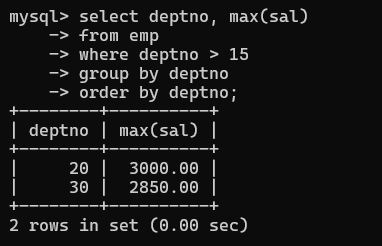 mysql> select deptno, max(sal)
    -> from emp
    -> where deptno > 15
    -> group by deptno
    -> order by deptno;
+--------+----------+
| deptno | max(sal) |
+--------+----------+
|     20 |  3000.00 |
|     30 |  2850.00 |
+--------+----------+
2 rows in set (0.00 sec)